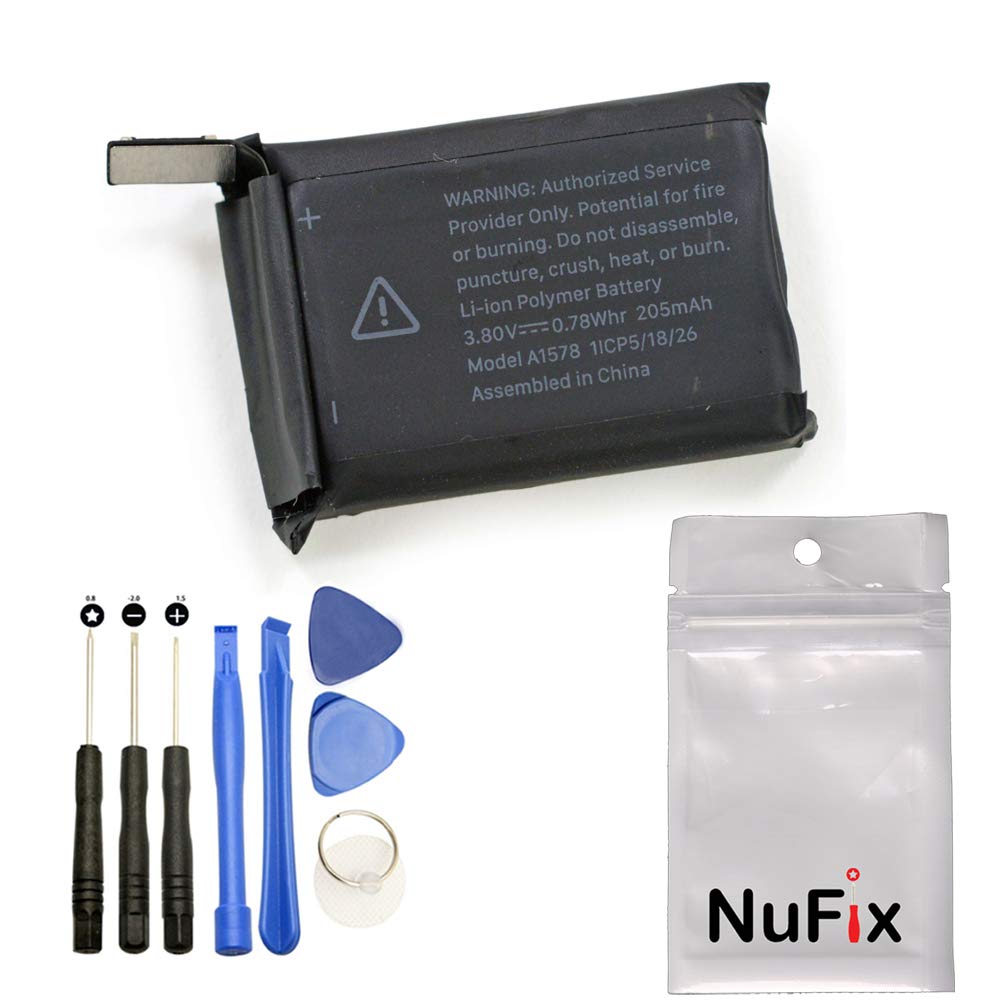 WARNING: Authorized Service
Provider Only. Potential for fire
or burning. Do not disassemble,
puncture, crush, heat, or burn.
Li-ion Polymer Battery
3.80V⎓0.78Whr 205mAh
Model A1578 1ICP5/18/26
Assembled in China
+
-
0.8 -2.0 1.5
NuFix